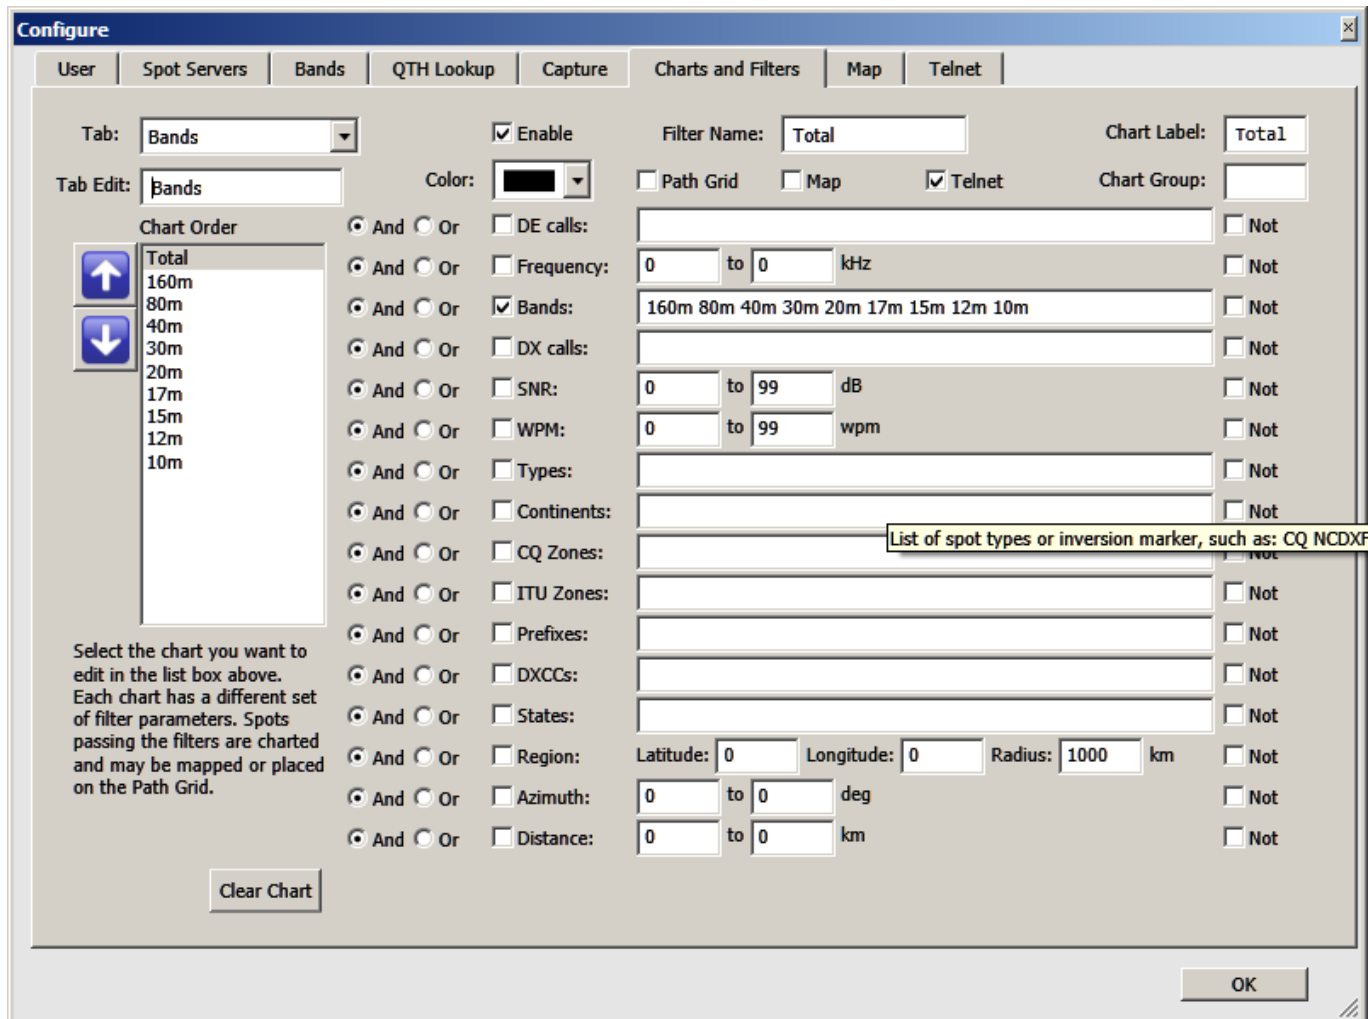 Configure
User Spot Servers Bands QTH Lookup Capture Charts and Filters Map Telnet
Tab: Bands Enable Filter Name: Total Chart Label: Total
Tab Edit: Bands Color: Path Grid Map Telnet Chart Group:
Chart Order
Total
160m
80m
40m
30m
20m
17m
15m
12m
10m
Select the chart you want to
edit in the list box above.
Each chart has a different set
of filter parameters. Spots
passing the filters are charted
and may be mapped or placed
on the Path Grid.
Clear Chart
And Or DE calls: Not
And Or Frequency: 0 to 0 kHz Not
And Or Bands: 160m 80m 40m 30m 20m 17m 15m 12m 10m Not
And Or DX calls: Not
And Or SNR: 0 to 99 dB Not
And Or WPM: 0 to 99 wpm Not
And Or Types: Not
And Or Continents: Not
List of spot types or inversion marker, such as: CQ NCDXF
And Or CQ Zones: Not
And Or ITU Zones: Not
And Or Prefixes: Not
And Or DXCCs: Not
And Or States: Not
And Or Region: Latitude: 0 Longitude: 0 Radius: 1000 km Not
And Or Azimuth: 0 to 0 deg Not
And Or Distance: 0 to 0 km Not
OK